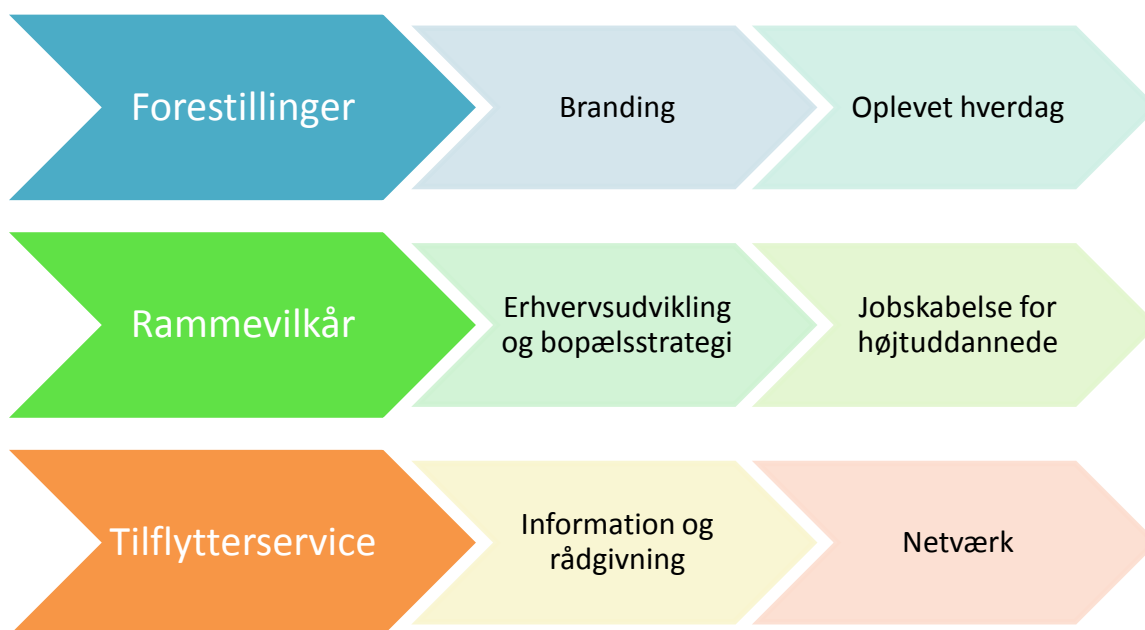 Forestillinger
Branding
Oplevet hverdag
Rammevilkår
Erhvervsudvikling
og bopælsstrategi
Jobskabelse for
højtuddannede
Tilflytterservice
Information og
rådgivning
Netværk